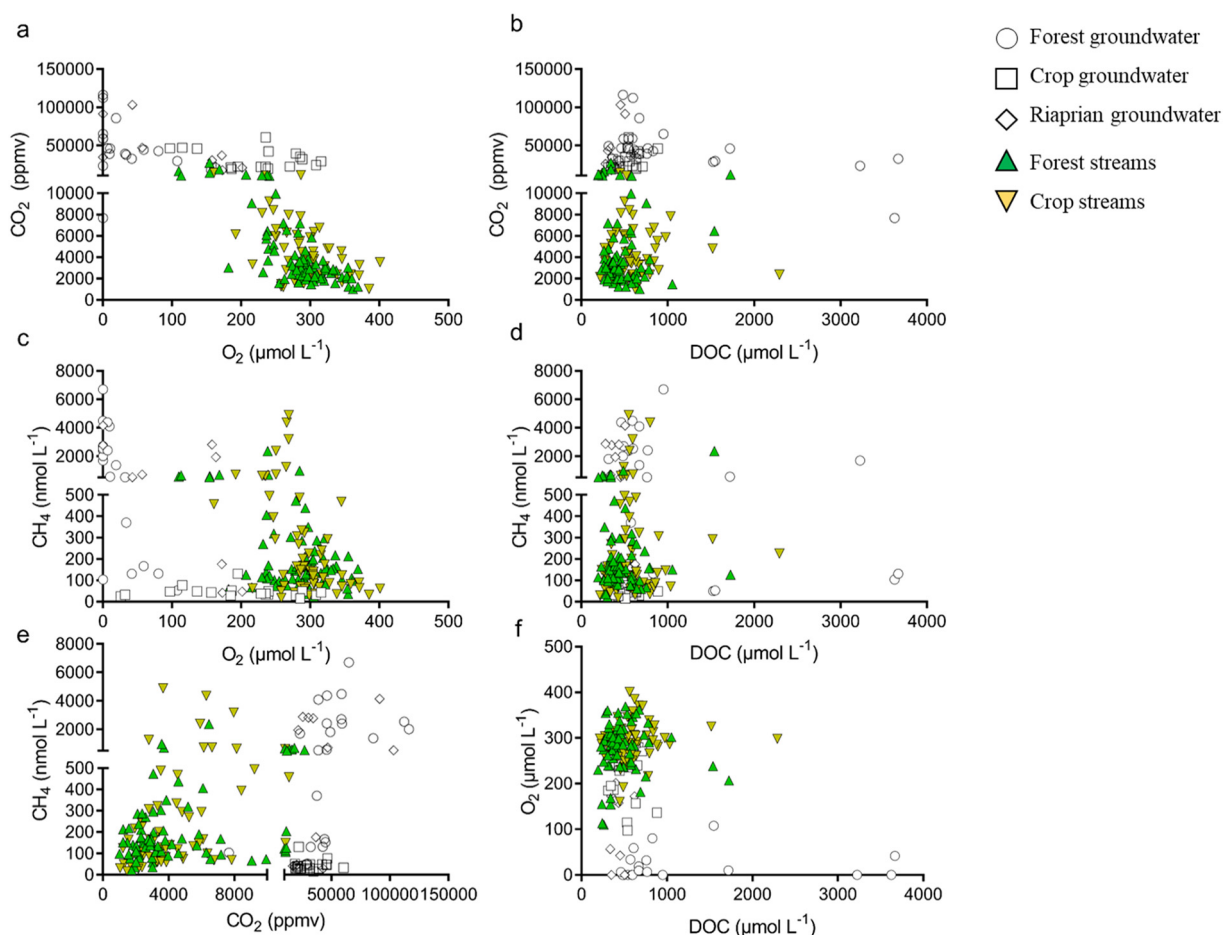 a
b
Forest groundwater
Crop groundwater
Riaprian groundwater
Forest streams
Crop streams
150000
100000
50000
10000
8000
6000
4000
2000
0
CO2 (ppmv)
0 100 200 300 400 500
O2 (µmol L-1)
150000
100000
50000
10000
8000
6000
4000
2000
0
CO2 (ppmv)
0 1000 2000 3000 4000
DOC (µmol L-1)
c
d
8000
6000
4000
2000
500
400
300
200
100
0
CH4 (nmol L-1)
0 100 200 300 400 500
O2 (µmol L-1)
8000
6000
4000
2000
500
400
300
200
100
0
CH4 (nmol L-1)
0 1000 2000 3000 4000
DOC (µmol L-1)
e
f
8000
6000
4000
2000
500
400
300
200
100
0
CH4 (nmol L-1)
0 4000 8000 50000 100000 150000
CO2 (ppmv)
500
400
300
200
100
0
O2 (µmol L-1)
0 1000 2000 3000 4000
DOC (µmol L-1)